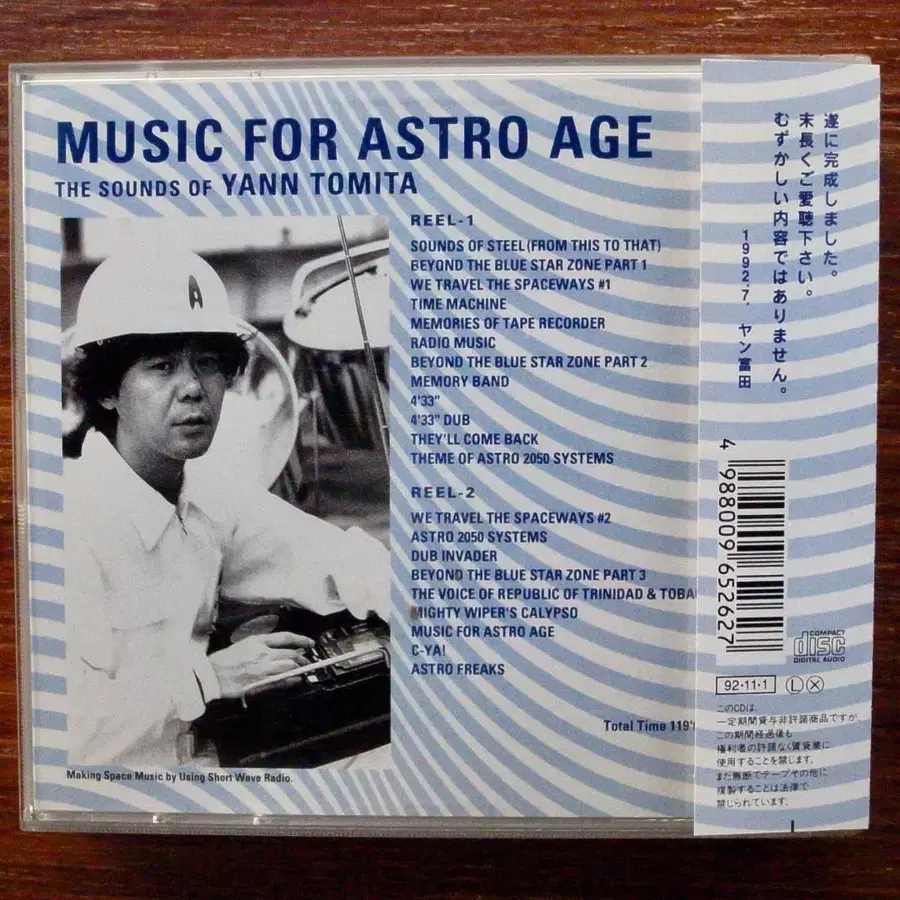 MUSIC FOR ASTRO AGE
THE SOUNDS OF YANN TOMITA
REEL-1
SOUNDS OF STEEL (FROM THIS TO THAT)
BEYOND THE BLUE STAR ZONE PART 1
WE TRAVEL THE SPACEWAYS #1
TIME MACHINE
MEMORIES OF TAPE RECORDER
RADIO MUSIC
BEYOND THE BLUE STAR ZONE PART 2
MEMORY BAND
4'33"
4'33" DUB
THEY'LL COME BACK
THEME OF ASTRO 2050 SYSTEMS
REEL-2
WE TRAVEL THE SPACEWAYS #2
ASTRO 2050 SYSTEMS
DUB INVADER
BEYOND THE BLUE STAR ZONE PART 3
THE VOICE OF REPUBLIC OF TRINIDAD & TOBA
MIGHTY WIPER'S CALYPSO
MUSIC FOR ASTRO AGE
C-YA!
ASTRO FREAKS
Total Time 119'
Making Space Music by Using Short Wave Radio.
A
遂に完成しました。
末長くご愛聴下さい。
むずかしい内容ではありません。
1992.7. ヤン富田
4 988009 652627
COMPACT
disc
DIGITAL AUDIO
92・11・1 Ⓛ Ⓧ
このCDは、
一定期間貸与非許諾商品ですが、
この期間経過後も
権利者の許諾なく賃貸業に
使用することを禁じます。
また無断でテープその他に
複製することは法律で
禁じられています。